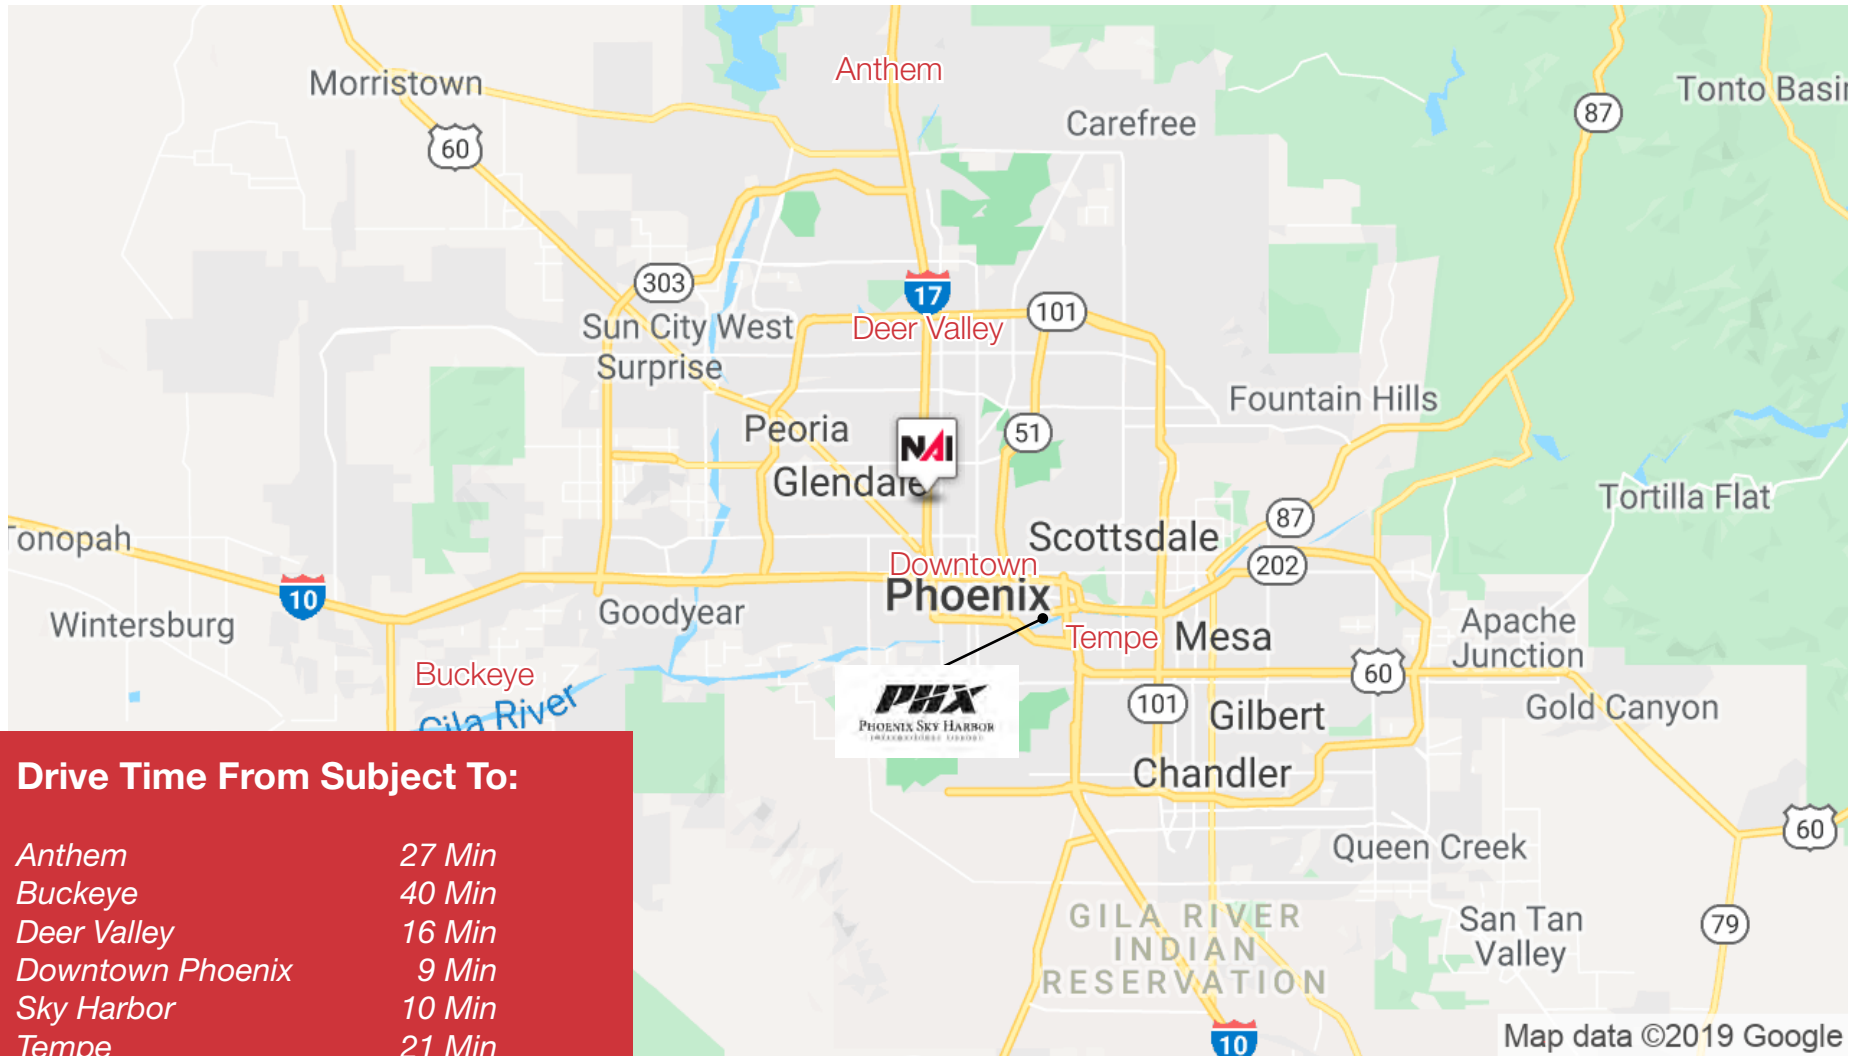 Anthem
Morristown
Tonto Basin
Carefree
87
60
303
17
101
Sun City West
Deer Valley
Surprise
Fountain Hills
Peoria
51
NAI
Glendale
Tortilla Flat
87
Scottsdale
Tonopah
Downtown
202
10
Phoenix
Goodyear
Wintersburg
Apache
Junction
Tempe
Mesa
60
Buckeye
Gila River
PHX
PHOENIX SKY HARBOR
101
Gilbert
Gold Canyon
Chandler
Drive Time From Subject To:
Anthem 27 Min
Buckeye 40 Min
Deer Valley 16 Min
Downtown Phoenix 9 Min
Sky Harbor 10 Min
Tempe 21 Min
60
Queen Creek
GILA RIVER
INDIAN
RESERVATION
San Tan
Valley
79
10
Map data ©2019 Google